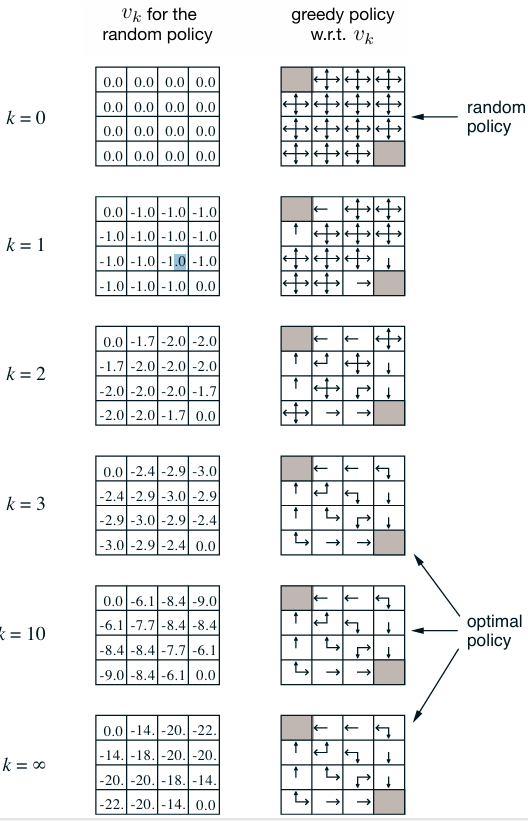 vₖ for the random policy
greedy policy w.r.t. vₖ
k = 0
0.0 0.0 0.0 0.0
0.0 0.0 0.0 0.0
0.0 0.0 0.0 0.0
0.0 0.0 0.0 0.0
random
policy
k = 1
0.0 -1.0 -1.0 -1.0
-1.0 -1.0 -1.0 -1.0
-1.0 -1.0 -1.0 -1.0
-1.0 -1.0 -1.0 0.0
k = 2
0.0 -1.7 -2.0 -2.0
-1.7 -2.0 -2.0 -2.0
-2.0 -2.0 -2.0 -1.7
-2.0 -2.0 -1.7 0.0
k = 3
0.0 -2.4 -2.9 -3.0
-2.4 -2.9 -3.0 -2.9
-2.9 -3.0 -2.9 -2.4
-3.0 -2.9 -2.4 0.0
k = 10
0.0 -6.1 -8.4 -9.0
-6.1 -7.7 -8.4 -8.4
-8.4 -8.4 -7.7 -6.1
-9.0 -8.4 -6.1 0.0
optimal
policy
k = ∞
0.0 -14. -20. -22.
-14. -18. -20. -20.
-20. -20. -18. -14.
-22. -20. -14. 0.0